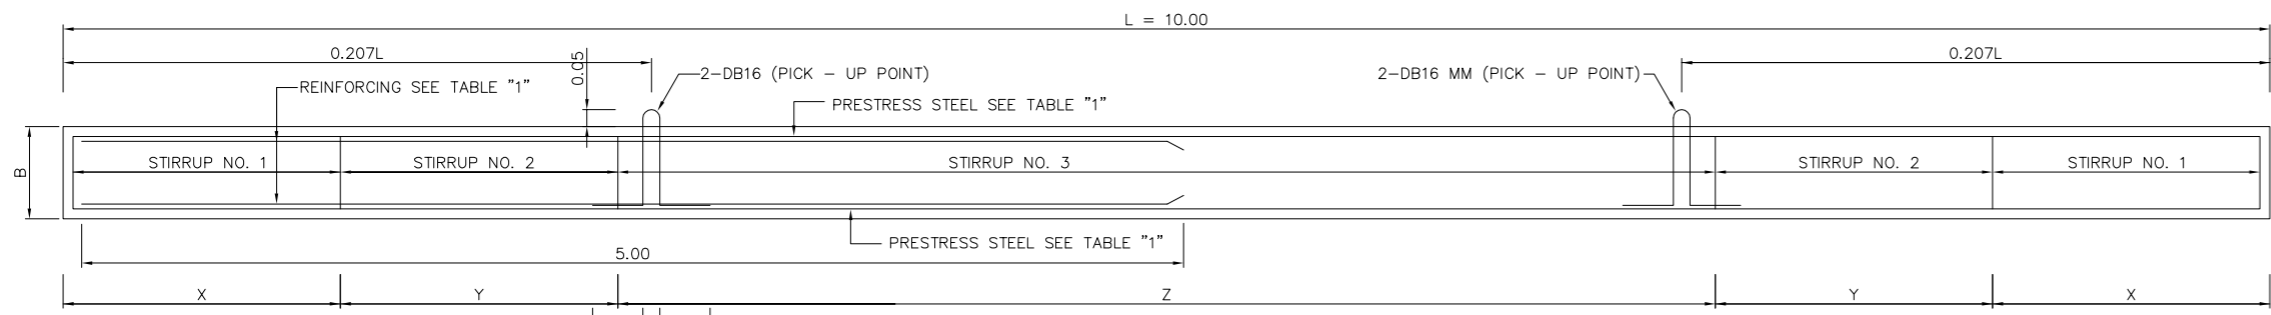 L = 10.00
0.207L
0.207L
0.05
2-DB16 (PICK - UP POINT)
2-DB16 MM (PICK - UP POINT)
REINFORCING SEE TABLE "1"
PRESTRESS STEEL SEE TABLE "1"
B
STIRRUP NO. 1
STIRRUP NO. 2
STIRRUP NO. 3
STIRRUP NO. 2
STIRRUP NO. 1
PRESTRESS STEEL SEE TABLE "1"
5.00
X
Y
Z
Y
X